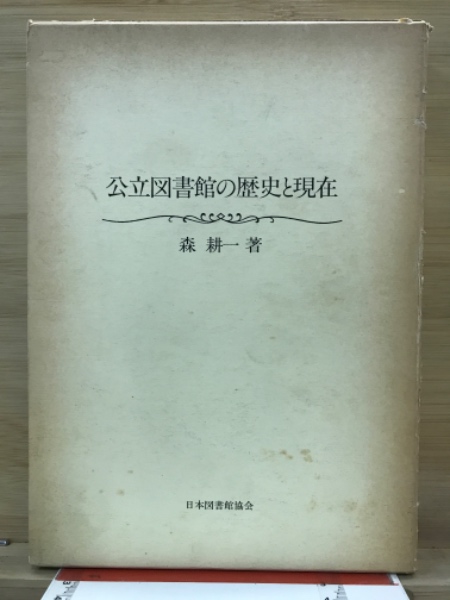 公立図書館の歴史と現在
森 耕一 著
日本図書館協会